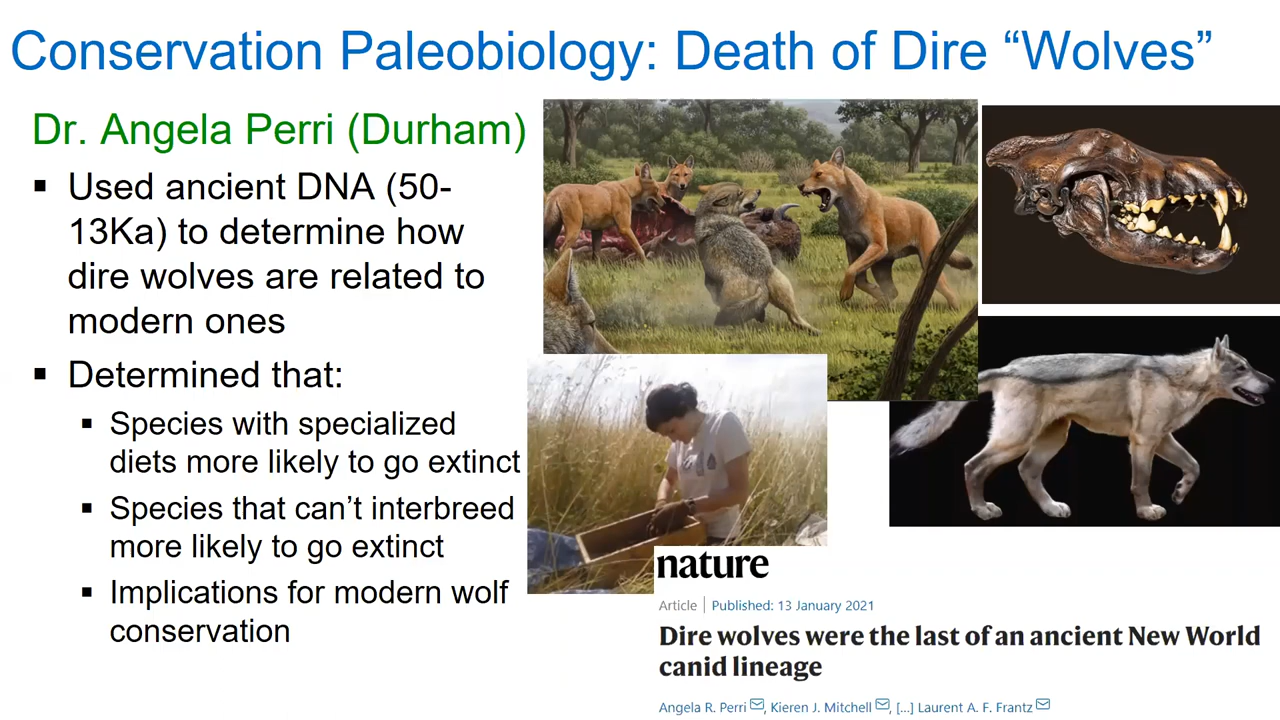 Conservation Paleobiology: Death of Dire “Wolves”
Dr. Angela Perri (Durham)
▪ Used ancient DNA (50-
13Ka) to determine how
dire wolves are related to
modern ones
▪ Determined that:
▪ Species with specialized
diets more likely to go extinct
▪ Species that can’t interbreed
more likely to go extinct
▪ Implications for modern wolf
conservation
nature
Article | Published: 13 January 2021
Dire wolves were the last of an ancient New World
canid lineage
Angela R. Perri, Kieren J. Mitchell, [...] Laurent A. F. Frantz